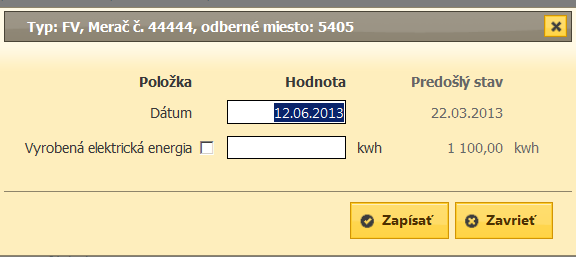 Typ: FV, Merač č. 44444, odberné miesto: 5405
Položka Hodnota Predošlý stav
Dátum 12.06.2013 22.03.2013
Vyrobená elektrická energia kwh 1 100,00 kwh
Zapísať Zavrieť